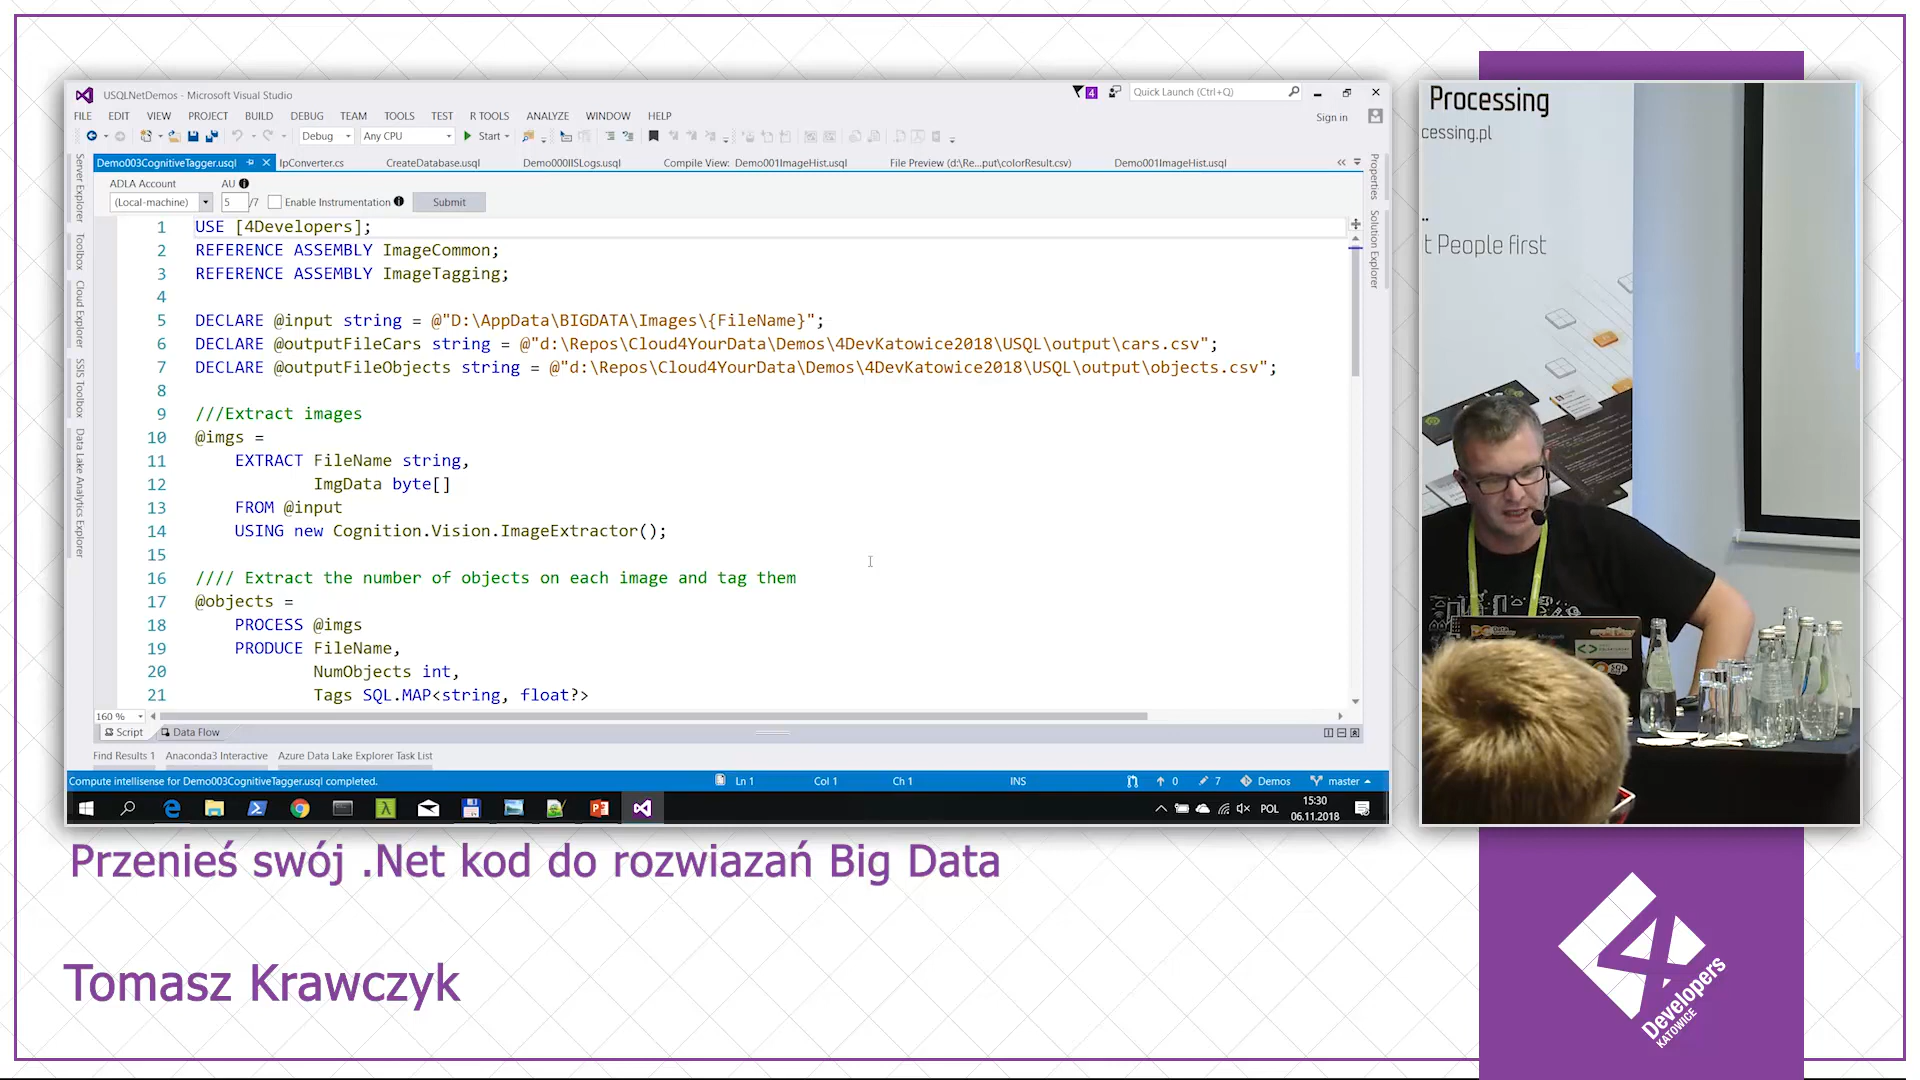 USQLNetDemos - Microsoft Visual Studio
4
Quick Launch (Ctrl+Q)
FILE EDIT VIEW PROJECT BUILD DEBUG TEAM TOOLS TEST R TOOLS ANALYZE WINDOW HELP
Sign in
Debug Any CPU Start
Demo003CognitiveTagger.usql IpConverter.cs CreateDatabase.usql Demo000IISLogs.usql Compile View: Demo001ImageHist.usql File Preview (d:\Re...put\colorResult.csv) Demo001ImageHist.usql
ADLA Account AU
(Local-machine) 5 /7 Enable Instrumentation Submit
Server Explorer
Toolbox
Cloud Explorer
SSIS Toolbox
Data Lake Analytics Explorer
Properties
Solution Explorer
1 USE [4Developers];
2 REFERENCE ASSEMBLY ImageCommon;
3 REFERENCE ASSEMBLY ImageTagging;
4
5 DECLARE @input string = @"D:\AppData\BIGDATA\Images\{FileName}";
6 DECLARE @outputFileCars string = @"d:\Repos\Cloud4YourData\Demos\4DevKatowice2018\USQL\output\cars.csv";
7 DECLARE @outputFileObjects string = @"d:\Repos\Cloud4YourData\Demos\4DevKatowice2018\USQL\output\objects.csv";
8
9 ///Extract images
10 @imgs =
11 EXTRACT FileName string,
12 ImgData byte[]
13 FROM @input
14 USING new Cognition.Vision.ImageExtractor();
15
16 //// Extract the number of objects on each image and tag them
17 @objects =
18 PROCESS @imgs
19 PRODUCE FileName,
20 NumObjects int,
21 Tags SQL.MAP<string, float?>
160 %
Script Data Flow
Find Results 1 Anaconda3 Interactive Azure Data Lake Explorer Task List
Compute intellisense for Demo003CognitiveTagger.usql completed. Ln 1 Col 1 Ch 1 INS 0 7 Demos master
POL 15:30
06.11.2018
Processing
cessing.pl
t People first
Przenieś swój .Net kod do rozwiazań Big Data
Tomasz Krawczyk
4
Developers
KATOWICE